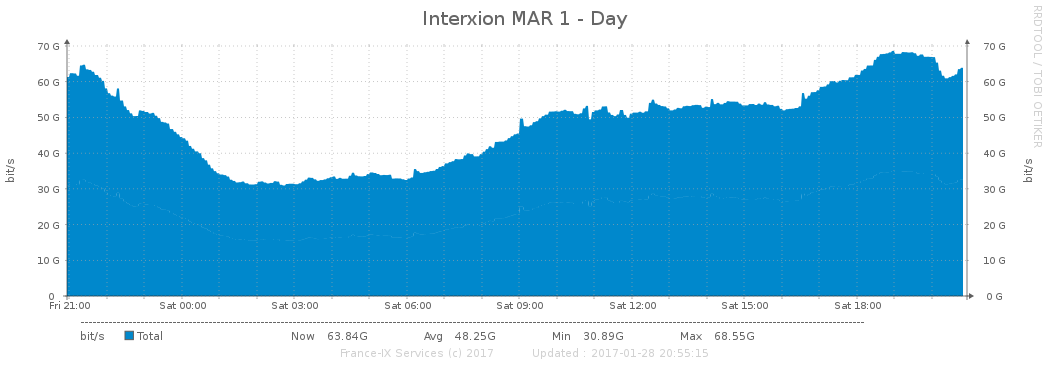 Interxion MAR 1 - Day
RRDTOOL / TOBI OETIKER
70 G 70 G
60 G 60 G
50 G 50 G
40 G 40 G
30 G 30 G
20 G 20 G
10 G 10 G
0 0 G
bit/s bit/s
Fri 21:00 Sat 00:00 Sat 03:00 Sat 06:00 Sat 09:00 Sat 12:00 Sat 15:00 Sat 18:00
bit/s Total Now 63.84G Avg 48.25G Min 30.89G Max 68.55G
France-IX Services (c) 2017 Updated : 2017-01-28 20:55:15